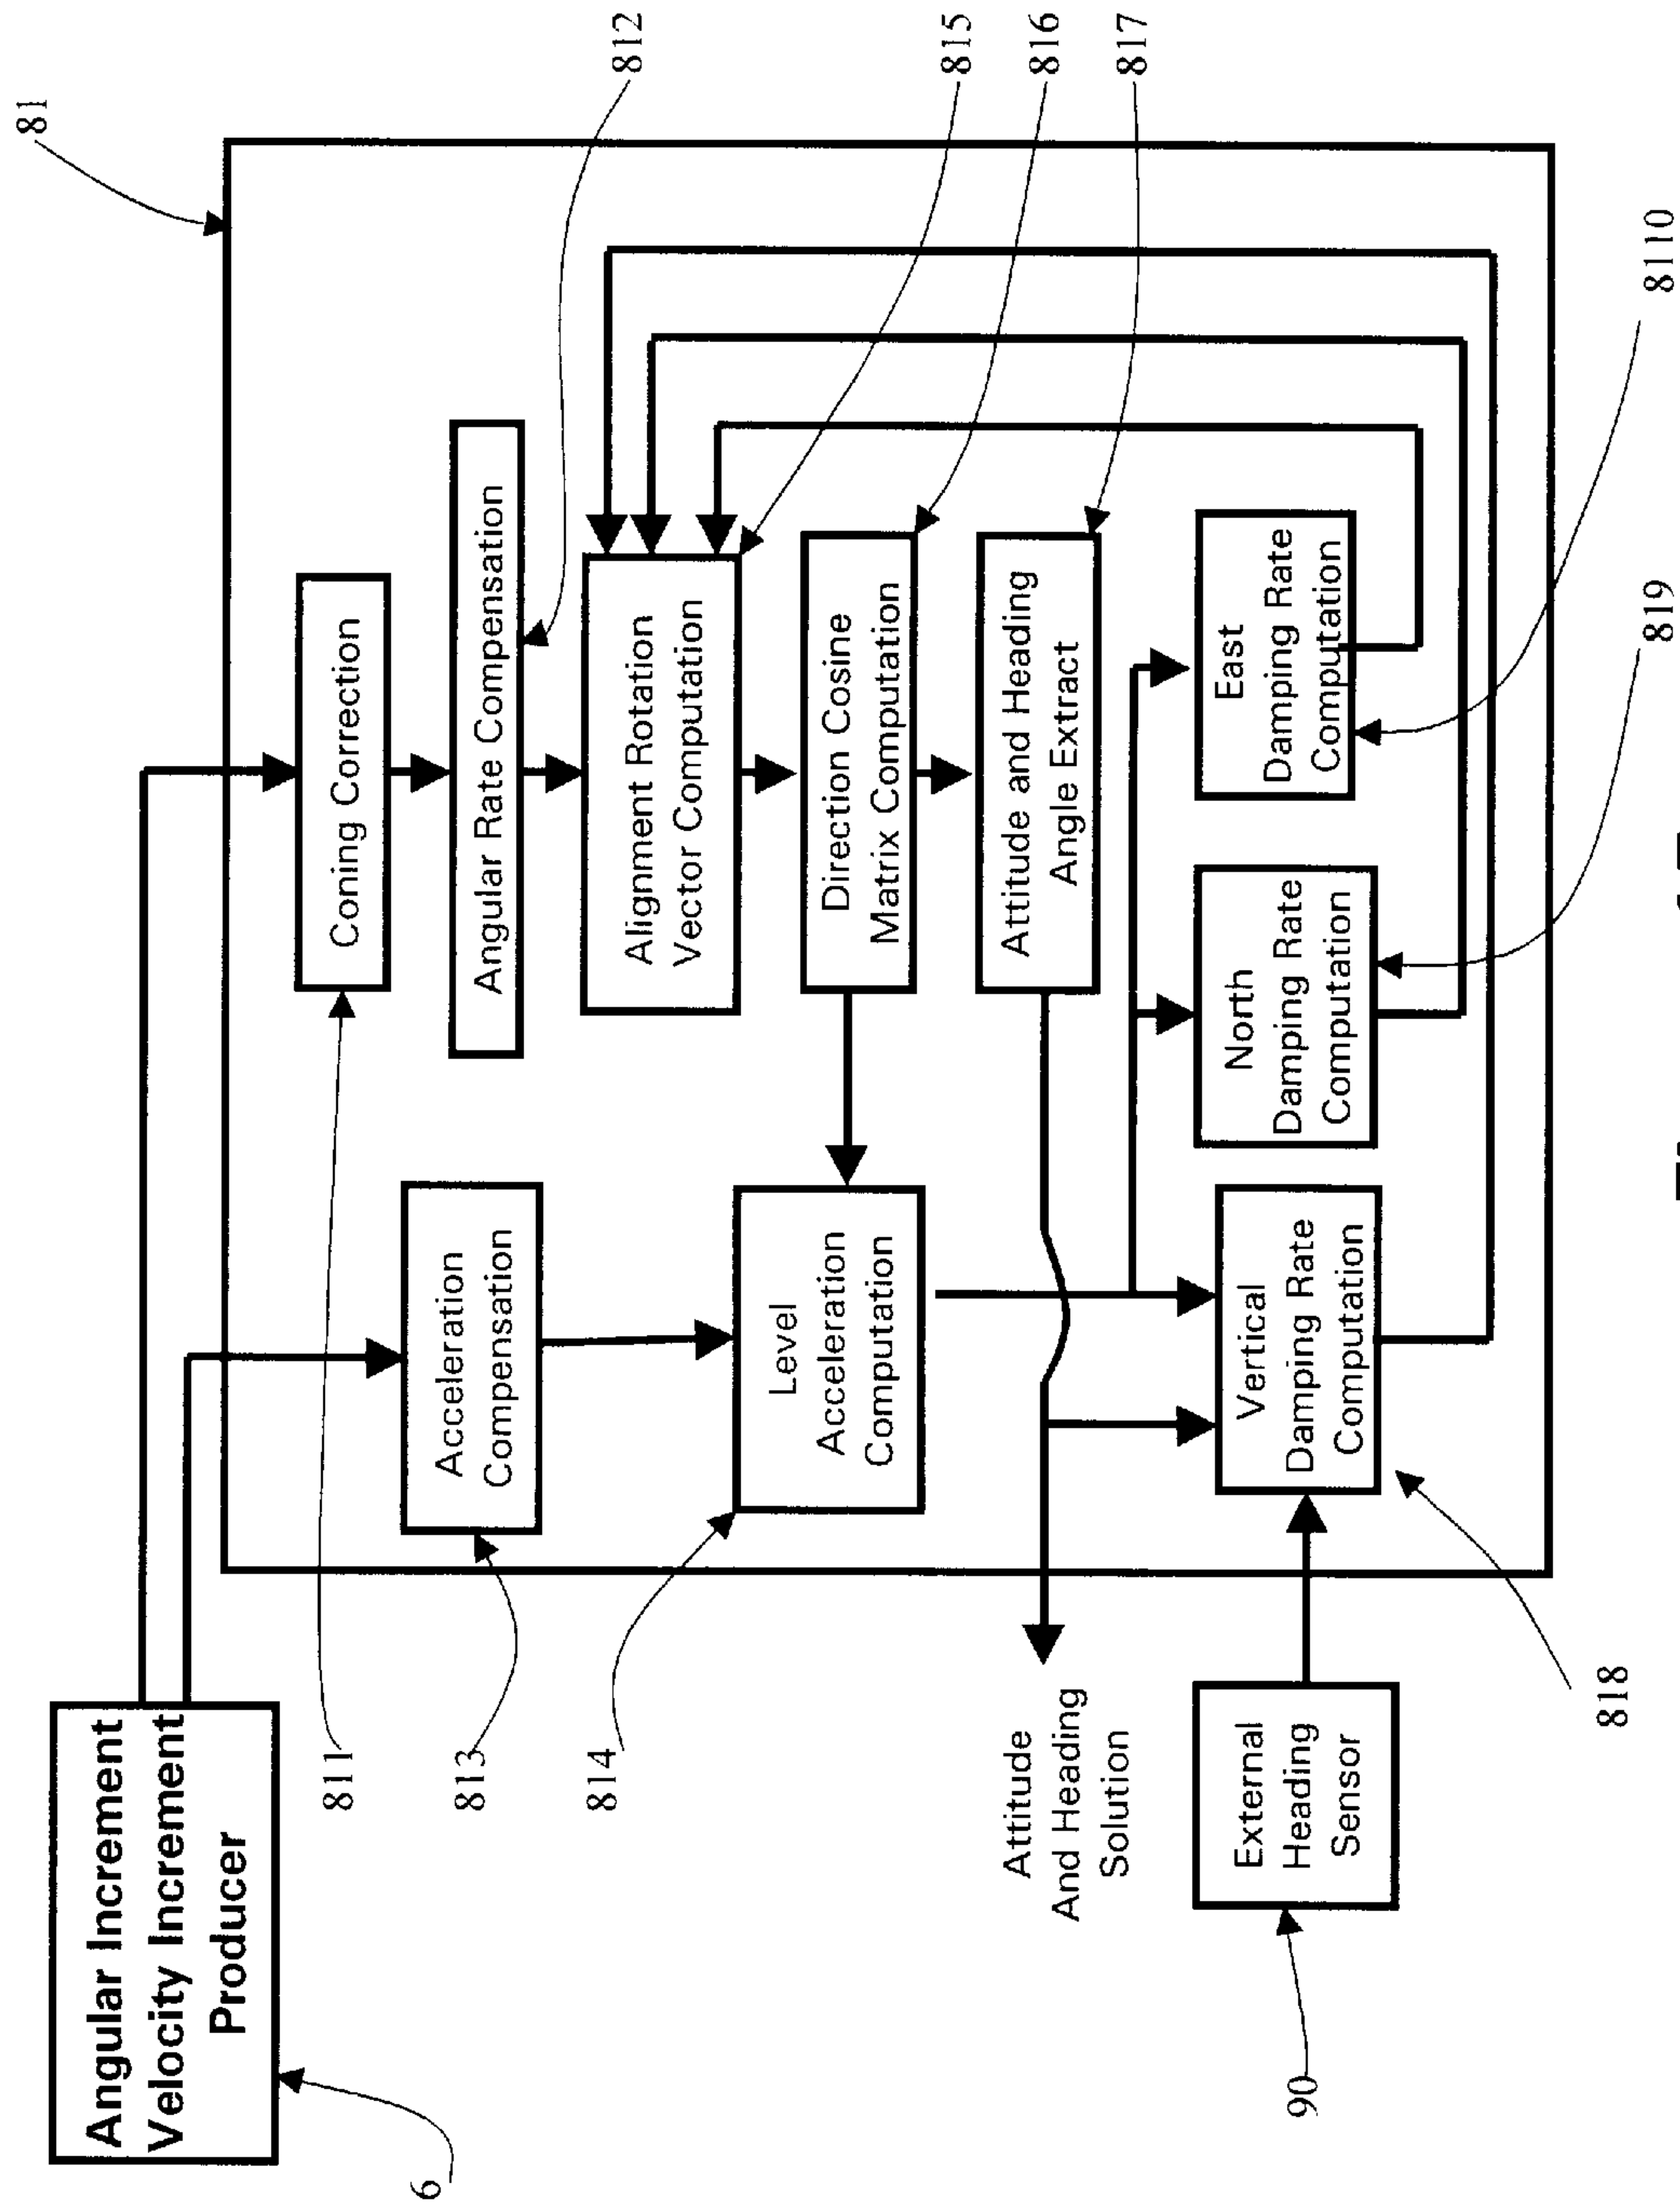 81
Angular Increment
Velocity Increment
Producer
6
Coning Correction
811
Angular Rate Compensation
812
Acceleration
Compensation
813
Alignment Rotation
Vector Computation
815
Level
Acceleration
Computation
814
Direction Cosine
Matrix Computation
816
Attitude and Heading
Angle Extract
817
Attitude
And Heading
Solution
External
Heading
Sensor
90
Vertical
Damping Rate
Computation
818
North
Damping Rate
Computation
819
East
Damping Rate
Computation
8110